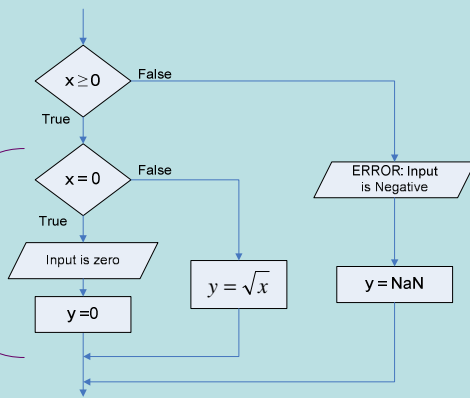 x ≥ 0
False
True
x = 0
False
True
ERROR: Input
is Negative
Input is zero
y = √x
y = NaN
y =0